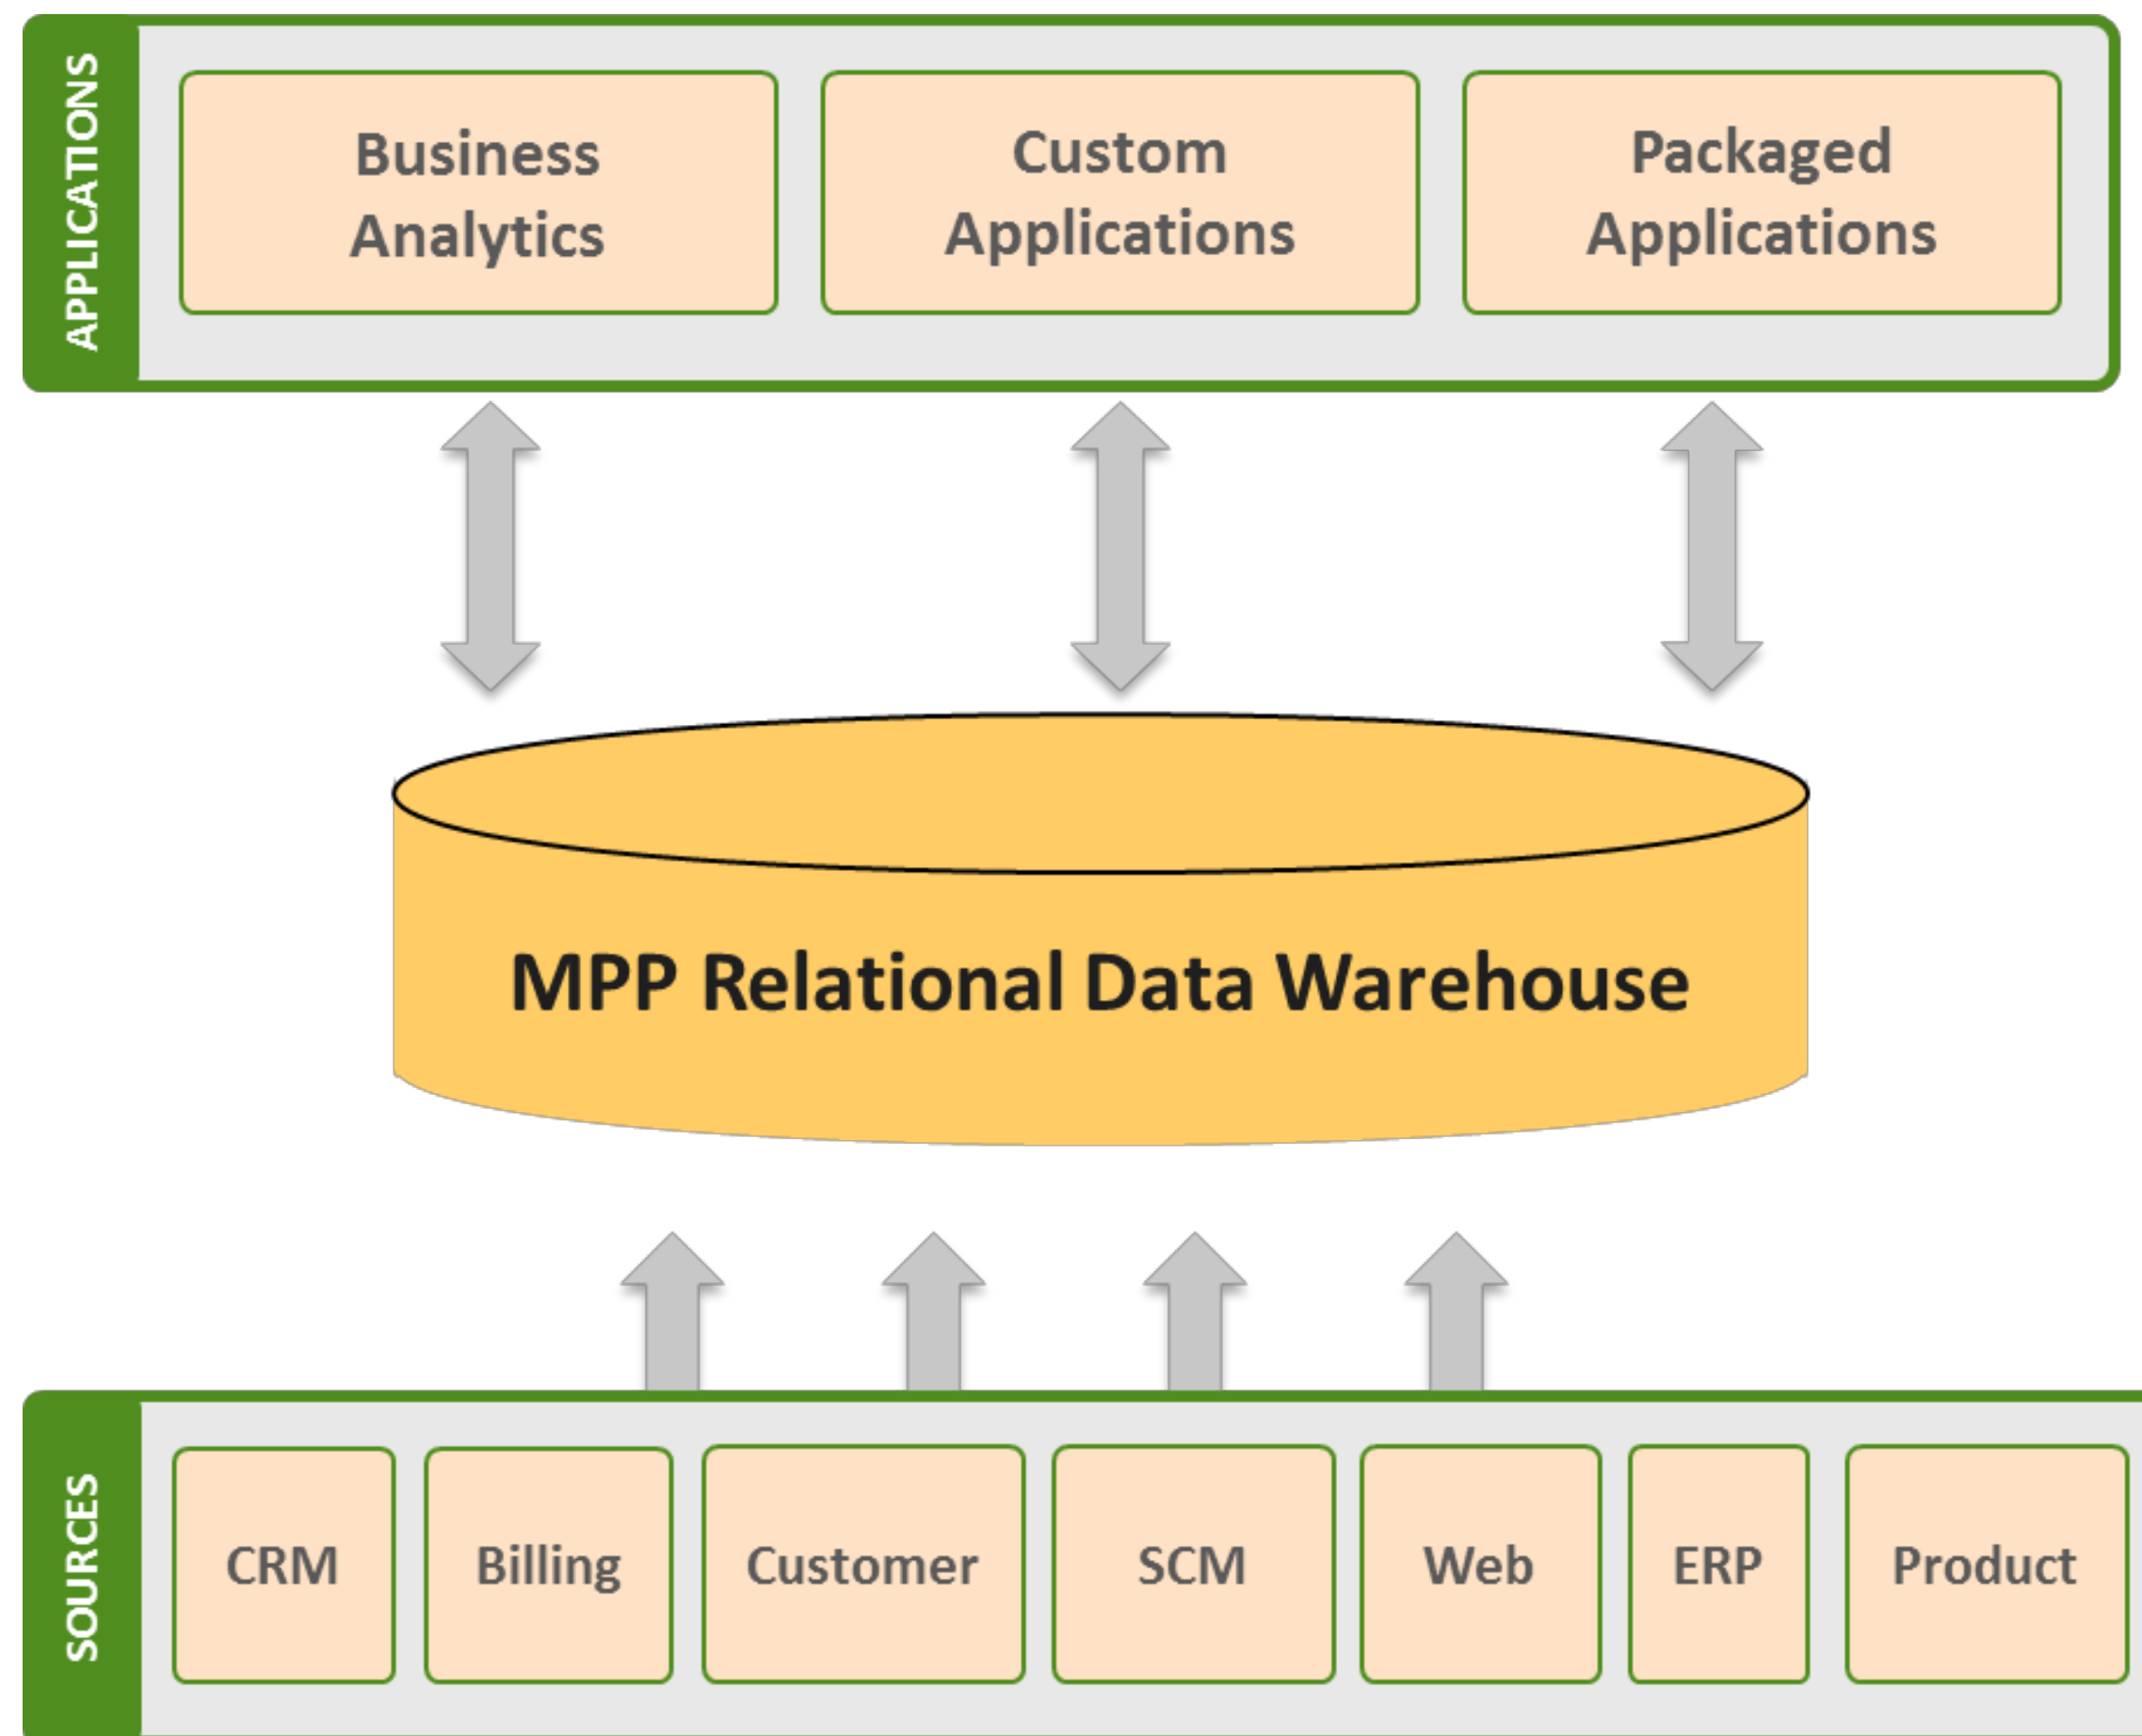 APPLICATIONS
Business
Analytics
Custom
Applications
Packaged
Applications
MPP Relational Data Warehouse
SOURCES
CRM
Billing
Customer
SCM
Web
ERP
Product